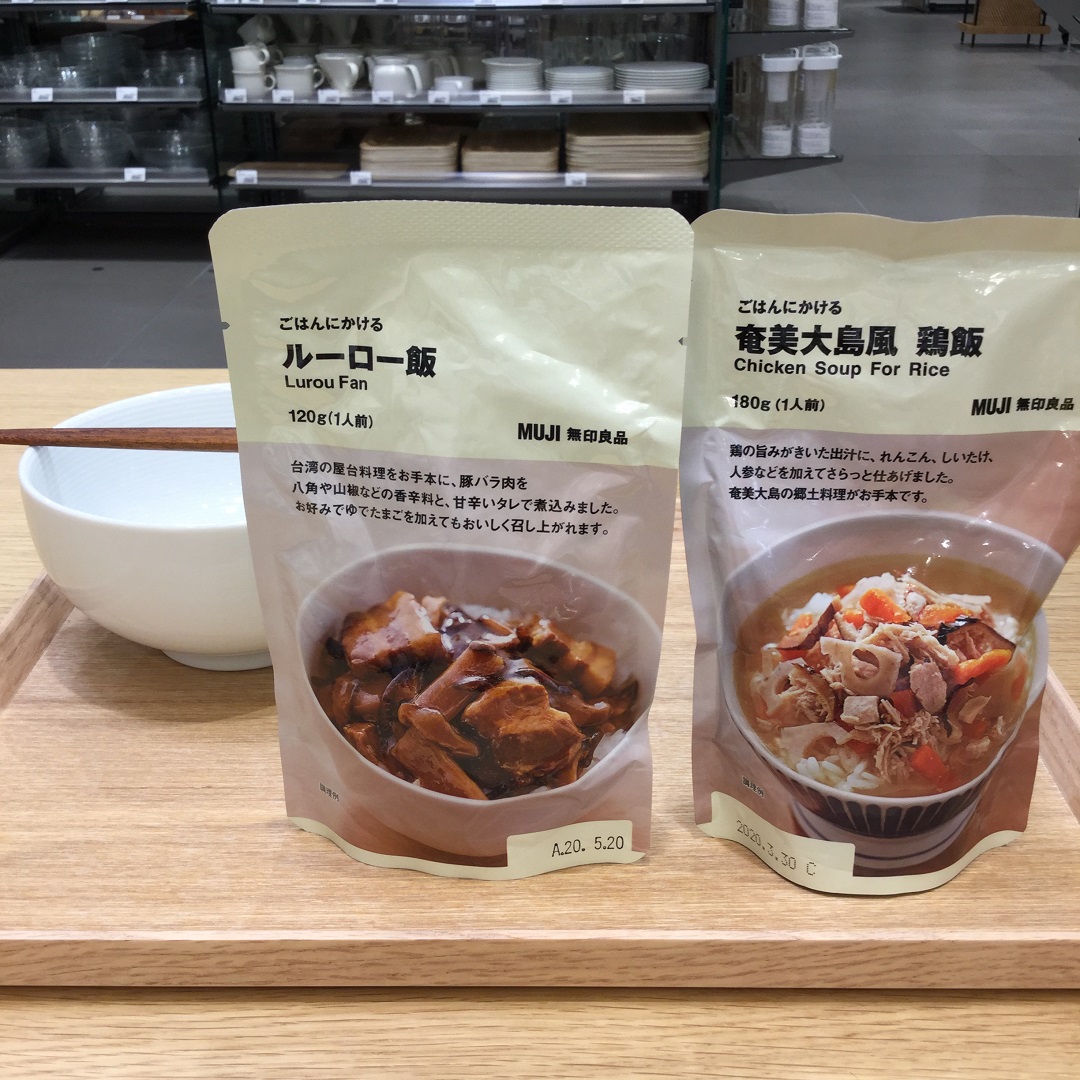 ごはんにかける
ルーロー飯
Lurou Fan
120g(1人前)
MUJI 無印良品
台湾の屋台料理をお手本に、豚バラ肉を
八角や山椒などの香辛料と、甘辛いタレで煮込みました。
お好みでゆでたまごを加えてもおいしく召し上がれます。
調理例
A.20. 5.20
ごはんにかける
奄美大島風 鶏飯
Chicken Soup For Rice
180g(1人前)
MUJI 無印良品
鶏の旨みがきいた出汁に、れんこん、しいたけ、
人参などを加えてさらっと仕あげました。
奄美大島の郷土料理がお手本です。
調理例
2020.3.30 C